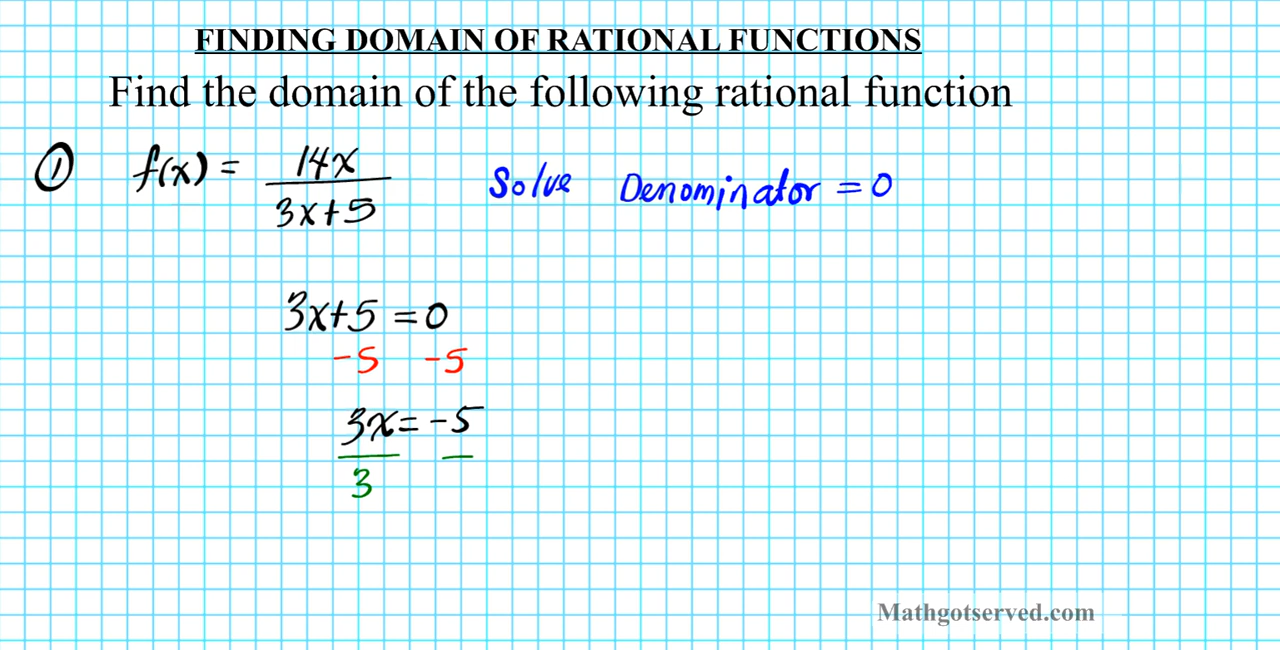 FINDING DOMAIN OF RATIONAL FUNCTIONS
Find the domain of the following rational function
① f(x) = 14x / 3x+5 Solve Denominator = 0
3x+5 = 0
-5 -5
3x = -5
3
Mathgotserved.com